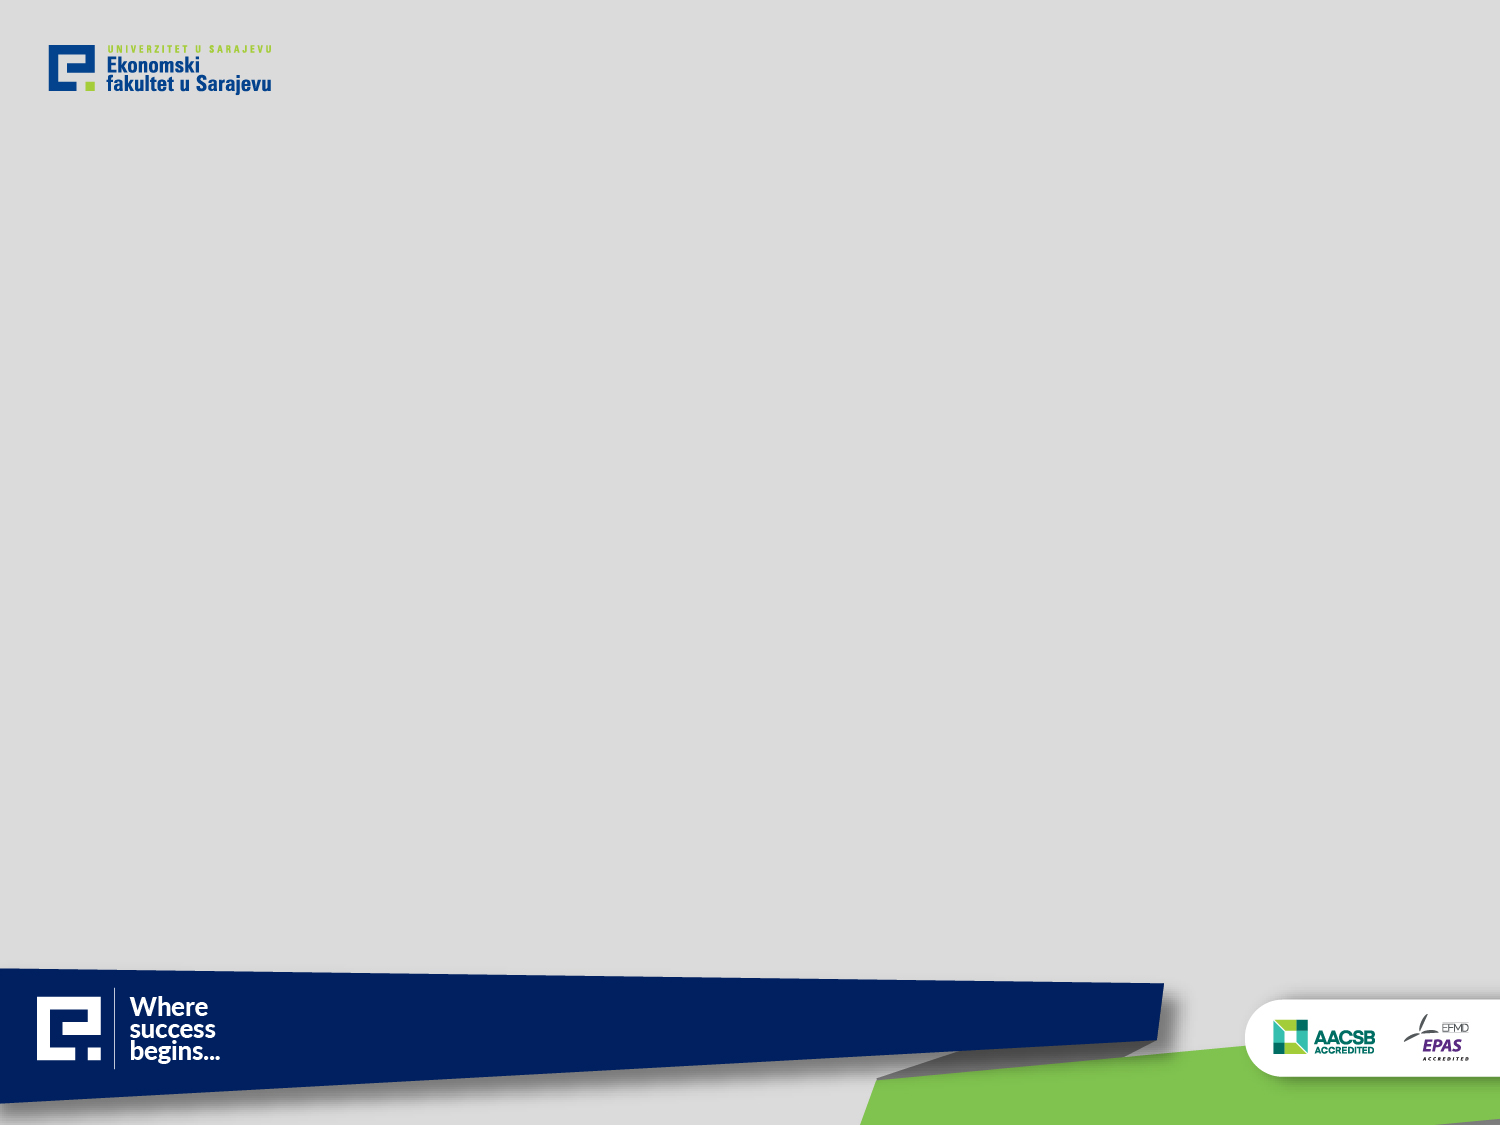 UNIVERZITET U SARAJEVU
Ekonomski
fakultet u Sarajevu
Where
success
begins...
AACSB
ACCREDITED
EFMD
EPAS
ACCREDITED